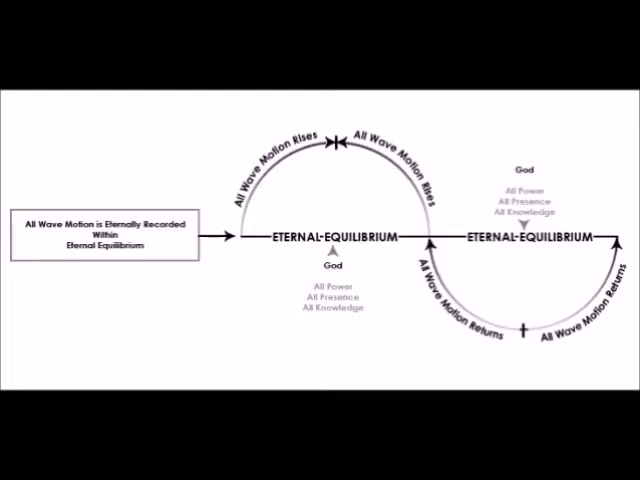 All Wave Motion Rises
All Wave Motion Rises
God
All Power
All Presence
All Knowledge
All Wave Motion is Eternally Recorded
Within
Eternal Equilibrium
ETERNAL-EQUILIBRIUM
ETERNAL-EQUILIBRIUM
God
All Power
All Presence
All Knowledge
All Wave Motion Returns
All Wave Motion Returns